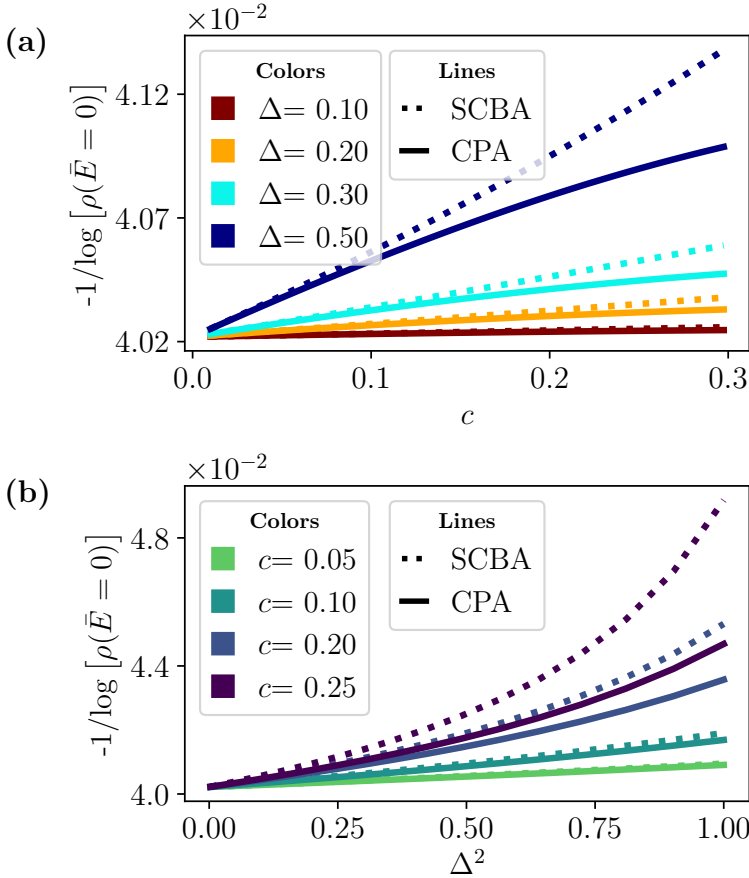 (a)
×10⁻²
-1/log [ρ(Ē = 0)]
4.12
4.07
4.02
Colors
Δ= 0.10
Δ= 0.20
Δ= 0.30
Δ= 0.50
Lines
SCBA
CPA
0.0 0.1 0.2 0.3
c
(b)
×10⁻²
-1/log [ρ(Ē = 0)]
4.8
4.4
4.0
Colors
c= 0.05
c= 0.10
c= 0.20
c= 0.25
Lines
SCBA
CPA
0.00 0.25 0.50 0.75 1.00
Δ²